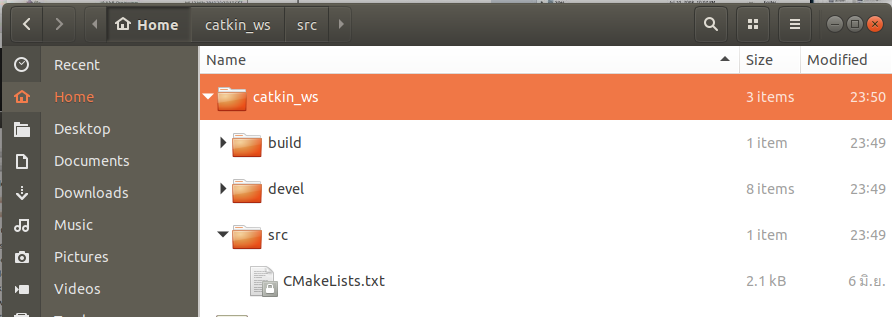 Home catkin_ws src
Recent
Home
Desktop
Documents
Downloads
Music
Pictures
Videos
Name Size Modified
catkin_ws 3 items 23:50
build 1 item 23:49
devel 8 items 23:49
src 1 item 23:49
CMakeLists.txt 2.1 kB 6 มิ.ย.